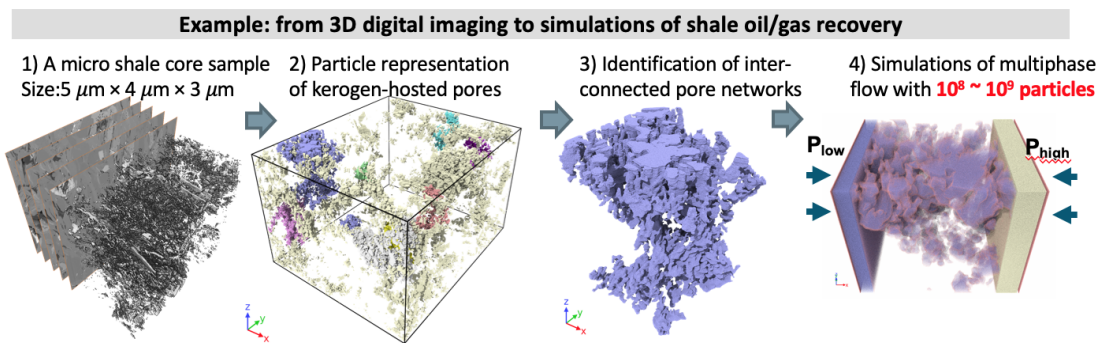 Example: from 3D digital imaging to simulations of shale oil/gas recovery
1) A micro shale core sample
Size:5 𝜇m × 4 𝜇m × 3 𝜇m
2) Particle representation
of kerogen-hosted pores
3) Identification of inter-
connected pore networks
4) Simulations of multiphase
flow with 10⁸ ~ 10⁹ particles
Plow
Phigh
z
y
x
z
y
x